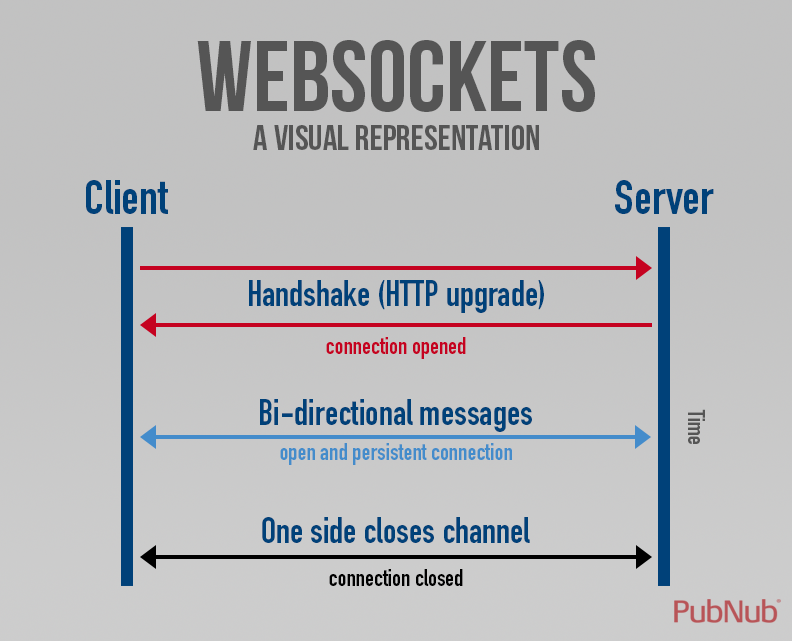 WEBSOCKETS
A VISUAL REPRESENTATION
Client
Server
Handshake (HTTP upgrade)
connection opened
Bi-directional messages
open and persistent connection
Time
One side closes channel
connection closed
PubNub